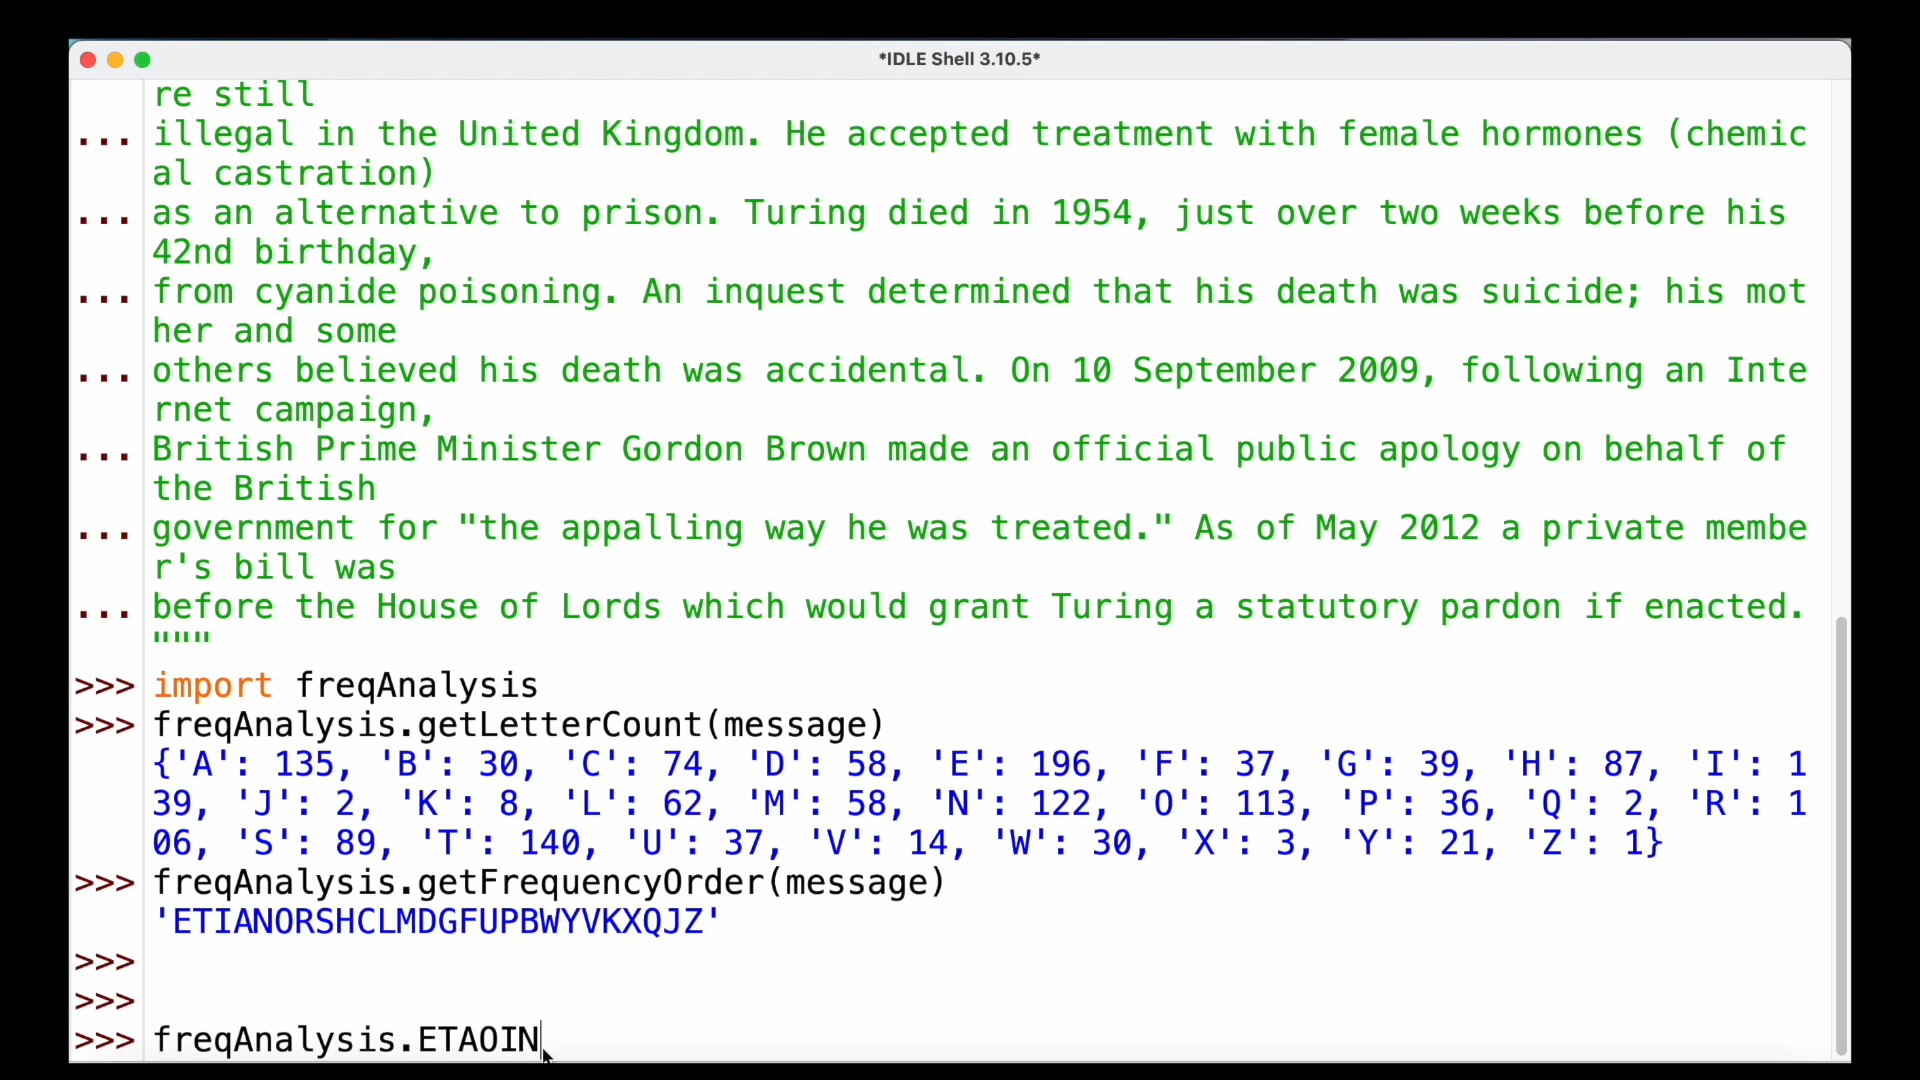 *IDLE Shell 3.10.5*
re still
... illegal in the United Kingdom. He accepted treatment with female hormones (chemic
al castration)
... as an alternative to prison. Turing died in 1954, just over two weeks before his
42nd birthday,
... from cyanide poisoning. An inquest determined that his death was suicide; his mot
her and some
... others believed his death was accidental. On 10 September 2009, following an Inte
rnet campaign,
... British Prime Minister Gordon Brown made an official public apology on behalf of
the British
... government for "the appalling way he was treated." As of May 2012 a private membe
r's bill was
... before the House of Lords which would grant Turing a statutory pardon if enacted.
"""
>>> import freqAnalysis
>>> freqAnalysis.getLetterCount(message)
{'A': 135, 'B': 30, 'C': 74, 'D': 58, 'E': 196, 'F': 37, 'G': 39, 'H': 87, 'I': 1
39, 'J': 2, 'K': 8, 'L': 62, 'M': 58, 'N': 122, 'O': 113, 'P': 36, 'Q': 2, 'R': 1
06, 'S': 89, 'T': 140, 'U': 37, 'V': 14, 'W': 30, 'X': 3, 'Y': 21, 'Z': 1}
>>> freqAnalysis.getFrequencyOrder(message)
'ETIANORSHCLMDGFUPBWYVKXQJZ'
>>>
>>>
>>> freqAnalysis.ETAOIN